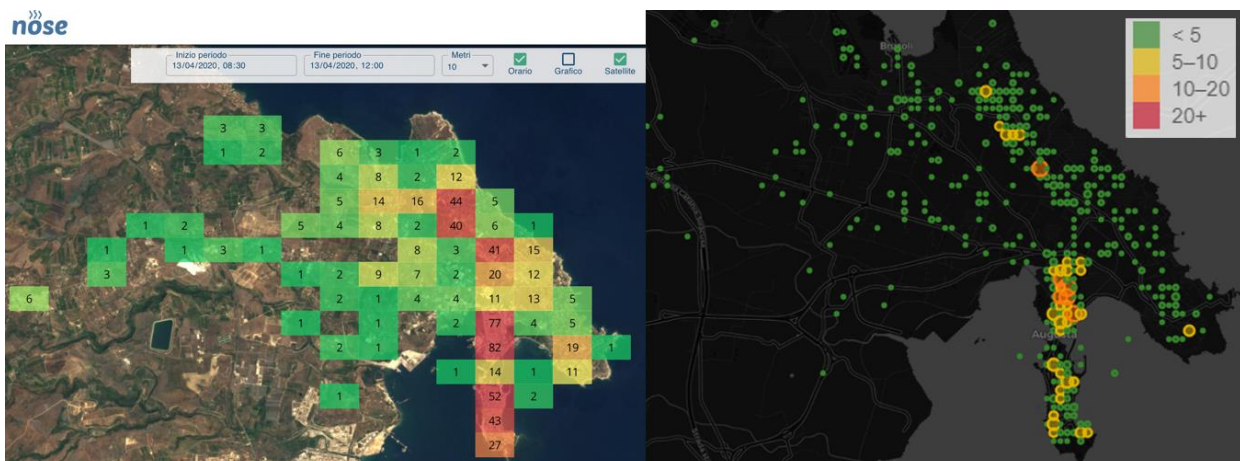 nose
Inizio periodo
13/04/2020, 08:30
Fine periodo
13/04/2020, 12:00
Metri
10
Orario
Grafico
Satellite
3 3
1 2 6 3 1 2
4 8 2 12
5 14 16 44 5
1 2 5 4 8 2 40 6 1
1 1 3 1 8 3 41 15
3 1 2 9 7 2 20 12
6 2 1 4 4 11 13 5
1 1 2 77 4 5
2 1 82 19 1
1 14 1 11
1 52 2
43
27
< 5
5–10
10–20
20+
Brucoli
Augusta